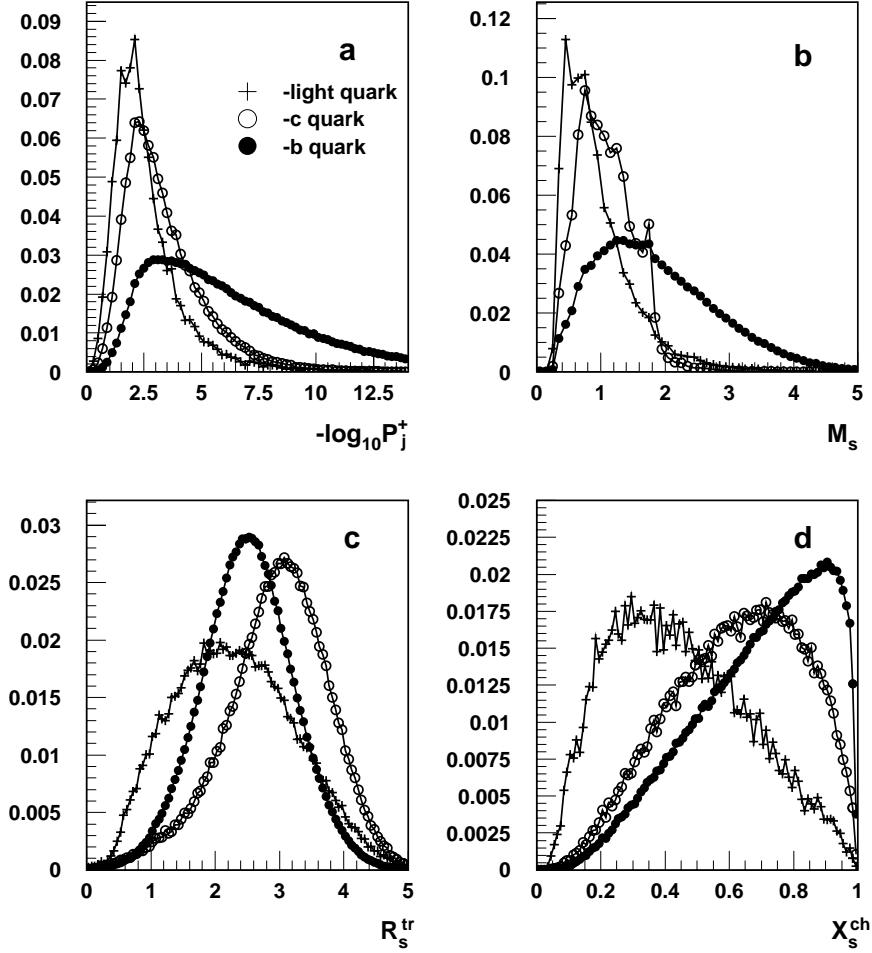 a
0.09
0.08
0.07
0.06
0.05
0.04
0.03
0.02
0.01
0
-light quark
-c quark
-b quark
0 2.5 5 7.5 10 12.5
-log₁₀Pⱼ⁺
b
0.12
0.1
0.08
0.06
0.04
0.02
0
0 1 2 3 4 5
Mₛ
c
0.03
0.025
0.02
0.015
0.01
0.005
0
0 1 2 3 4 5
Rₛᵗʳ
d
0.025
0.0225
0.02
0.0175
0.015
0.0125
0.01
0.0075
0.005
0.0025
0
0 0.2 0.4 0.6 0.8 1
Xₛᶜʰ